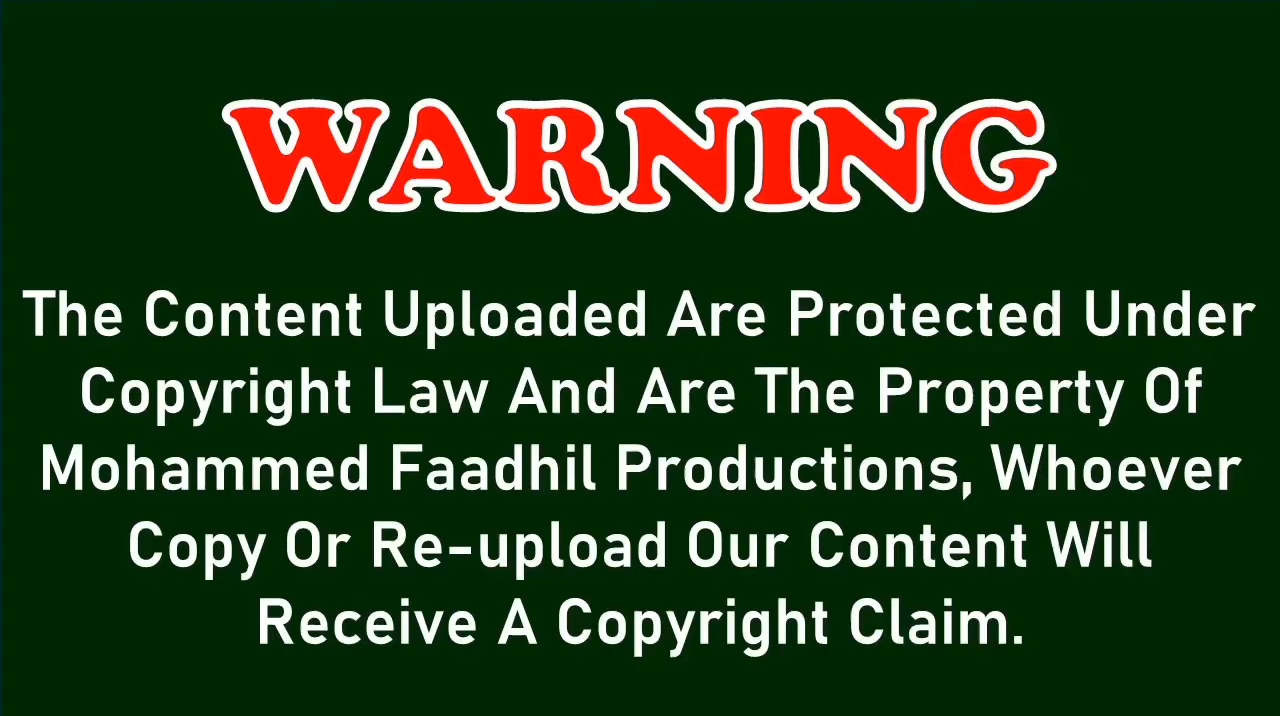 WARNING
The Content Uploaded Are Protected Under
Copyright Law And Are The Property Of
Mohammed Faadhil Productions, Whoever
Copy Or Re-upload Our Content Will
Receive A Copyright Claim.